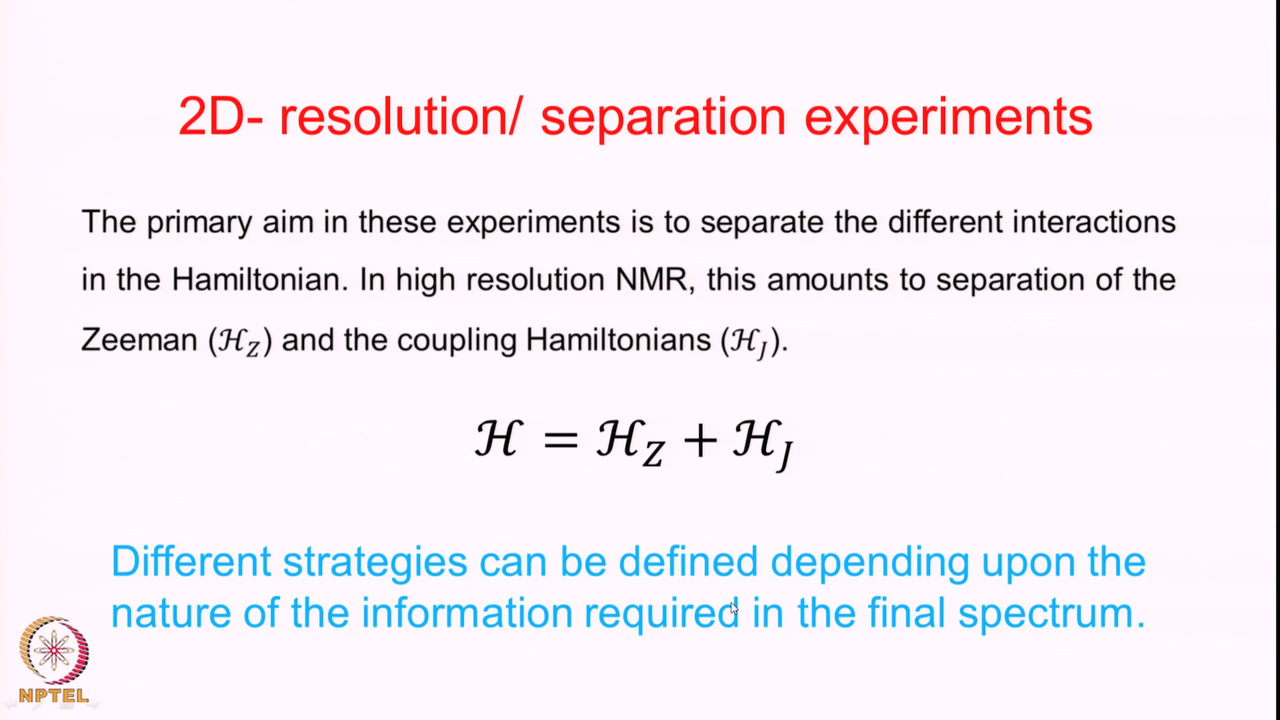 2D- resolution/ separation experiments
The primary aim in these experiments is to separate the different interactions
in the Hamiltonian. In high resolution NMR, this amounts to separation of the
Zeeman (ℋ_Z) and the coupling Hamiltonians (ℋ_J).
ℋ = ℋ_Z + ℋ_J
Different strategies can be defined depending upon the
nature of the information required in the final spectrum.
NPTEL